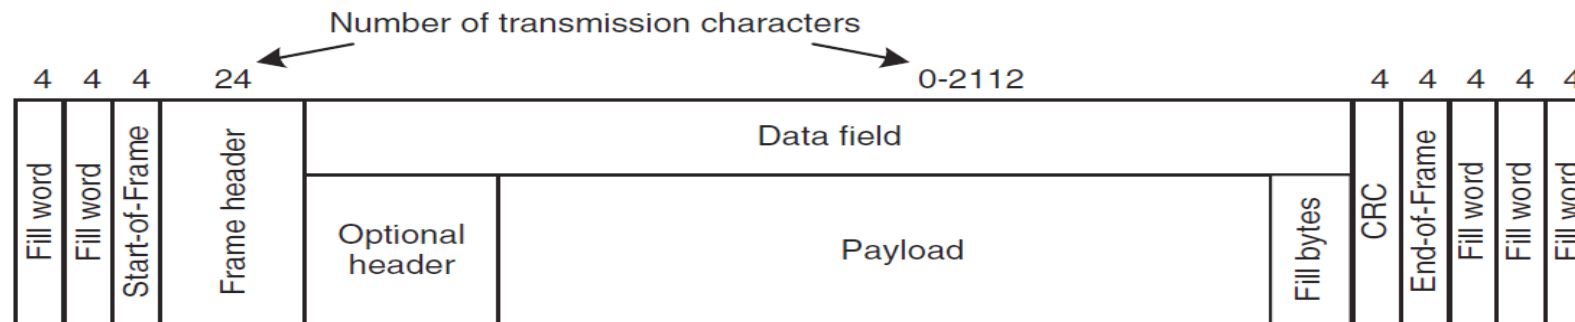 Number of transmission characters
4 4 4 24 0-2112 4 4 4 4 4
Fill word
Fill word
Start-of-Frame
Frame header
Data field
Optional
header
Payload
Fill bytes
CRC
End-of-Frame
Fill word
Fill word
Fill word